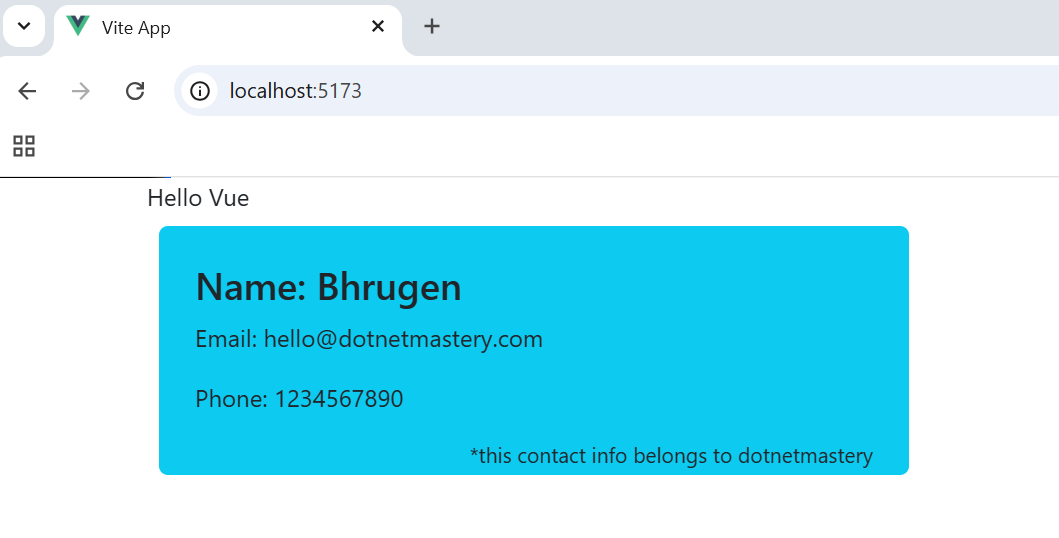 Vite App
localhost:5173
Hello Vue
Name: Bhrugen
Email: hello@dotnetmastery.com
Phone: 1234567890
*this contact info belongs to dotnetmastery